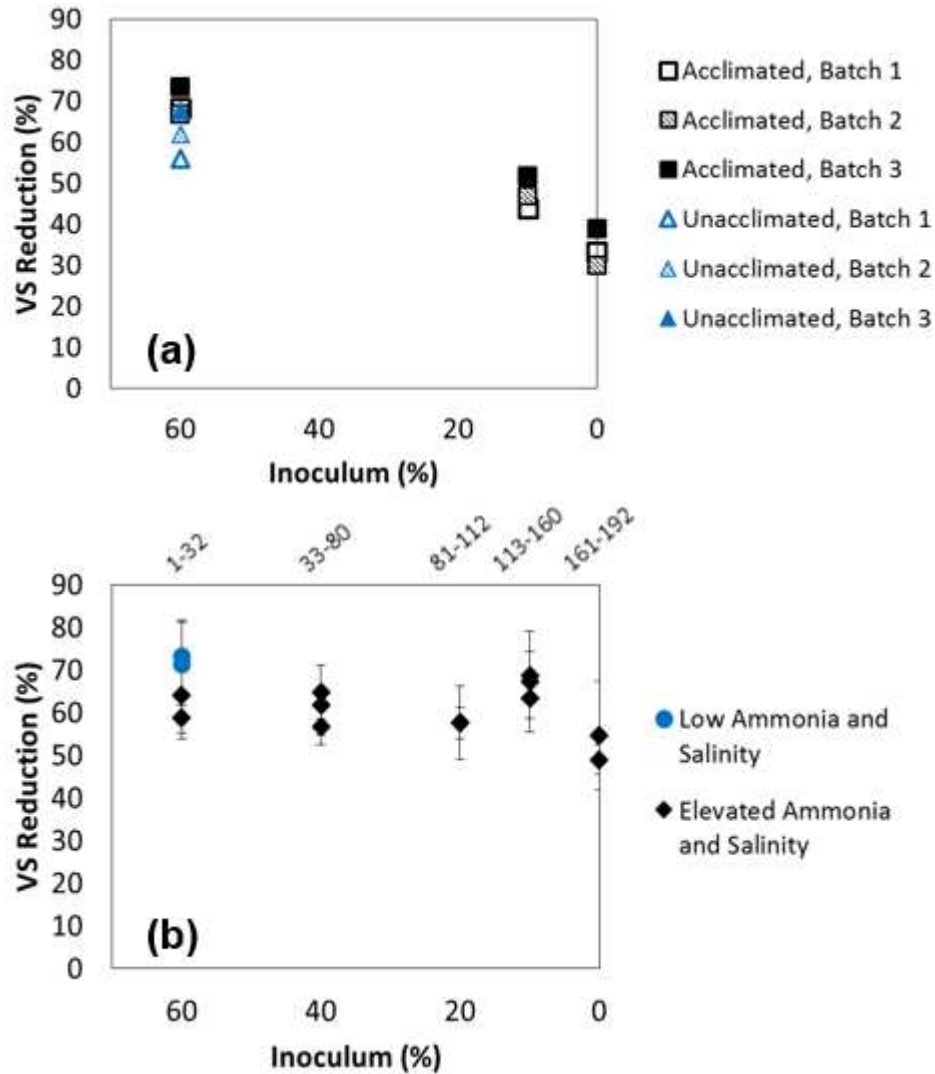 90
80
70
60
50
40
30
20
10
0
VS Reduction (%)
(a)
60 40 20 0
Inoculum (%)
Acclimated, Batch 1
Acclimated, Batch 2
Acclimated, Batch 3
Unacclimated, Batch 1
Unacclimated, Batch 2
Unacclimated, Batch 3
1-32 33-80 81-112 113-160 161-192
90
80
70
60
50
40
30
20
10
0
VS Reduction (%)
(b)
60 40 20 0
Inoculum (%)
Low Ammonia and
Salinity
Elevated Ammonia
and Salinity